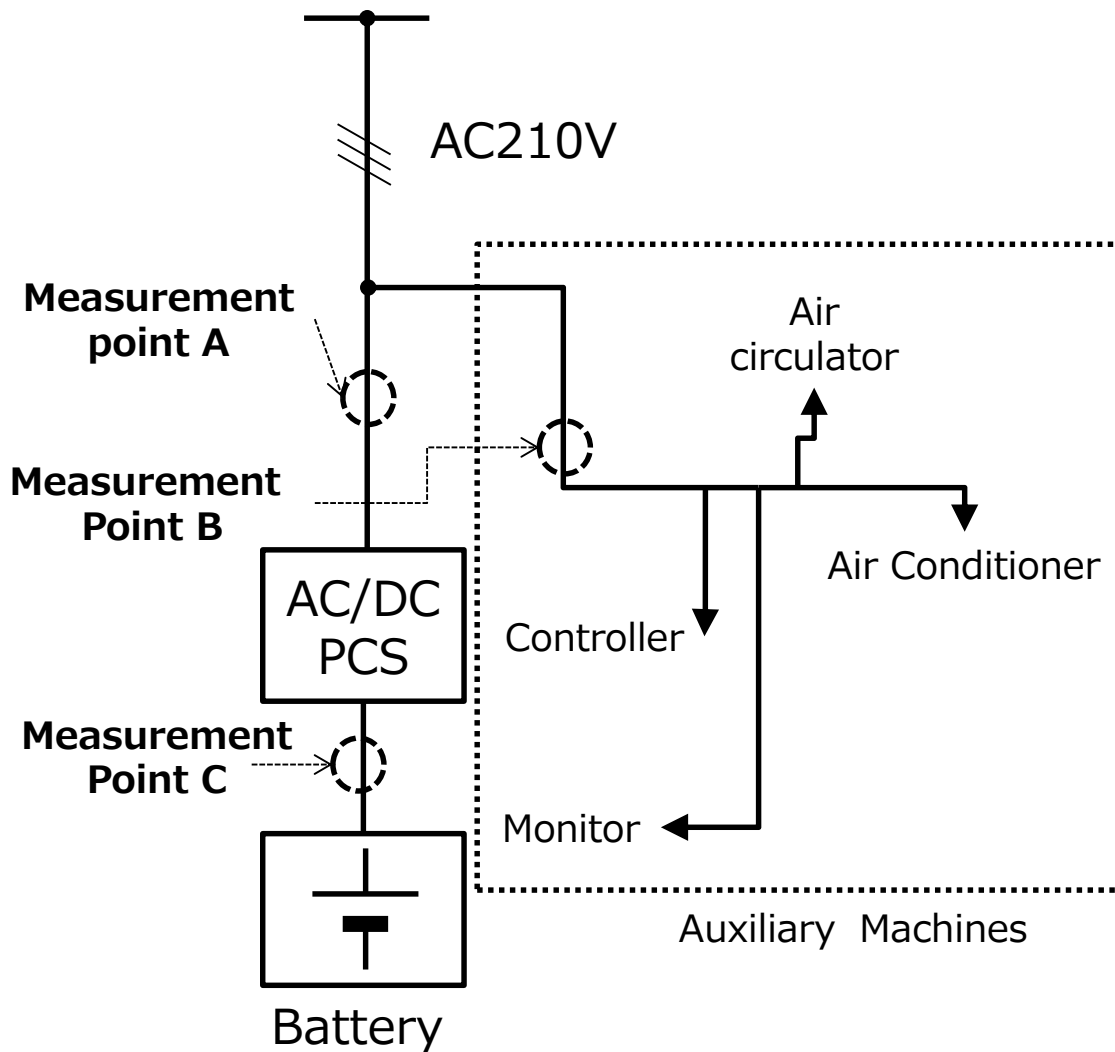 AC210V
Measurement
point A
Air
circulator
Measurement
Point B
Air Conditioner
AC/DC
PCS
Controller
Measurement
Point C
Monitor
Auxiliary Machines
Battery